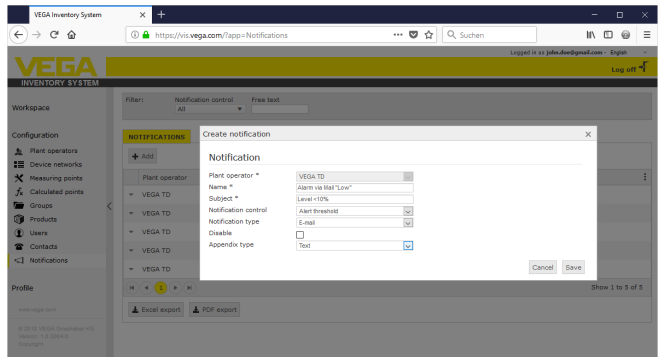 VEGA Inventory System
https://vis.vega.com/?app=Notifications
Suchen
Logged in as john.doe@gmail.com - English
VEGA
Log off
INVENTORY SYSTEM
Workspace
Filter:
Notification control
Free text
All
Configuration
Plant operators
Device networks
Measuring points
Calculated points
Groups
Products
Users
Contacts
Notifications
Profile
NOTIFICATIONS
Add
Plant operator
VEGA TD
VEGA TD
VEGA TD
VEGA TD
VEGA TD
Create notification
Notification
Plant operator * VEGA TD
Name * Alarm via Mail "Low"
Subject * Level <10%
Notification control Alert threshold
Notification type E-mail
Disable
Appendix type Text
Cancel Save
1
Show 1 to 5 of 5
Excel export
PDF export
www.vega.com
Copyright